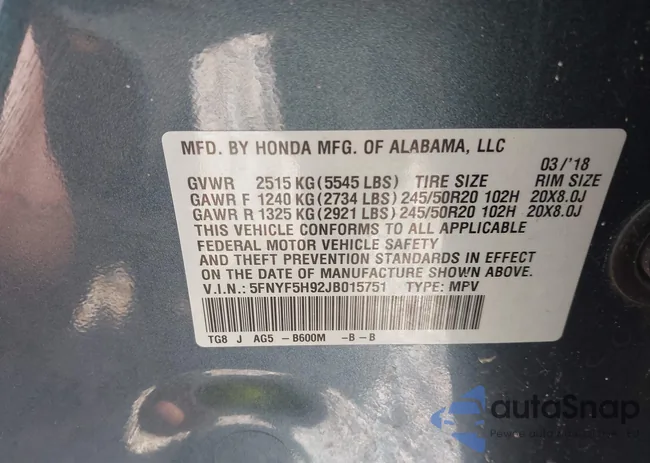 MFD. BY HONDA MFG. OF ALABAMA, LLC
03/'18
GVWR 2515 KG (5545 LBS) TIRE SIZE RIM SIZE
GAWR F 1240 KG (2734 LBS) 245/50R20 102H 20X8.0J
GAWR R 1325 KG (2921 LBS) 245/50R20 102H 20X8.0J
THIS VEHICLE CONFORMS TO ALL APPLICABLE
FEDERAL MOTOR VEHICLE SAFETY
AND THEFT PREVENTION STANDARDS IN EFFECT
ON THE DATE OF MANUFACTURE SHOWN ABOVE.
V.I.N.: 5FNYF5H92JB015751 TYPE: MPV
TG8 J AG5 -B600M -B-B
autoSnap